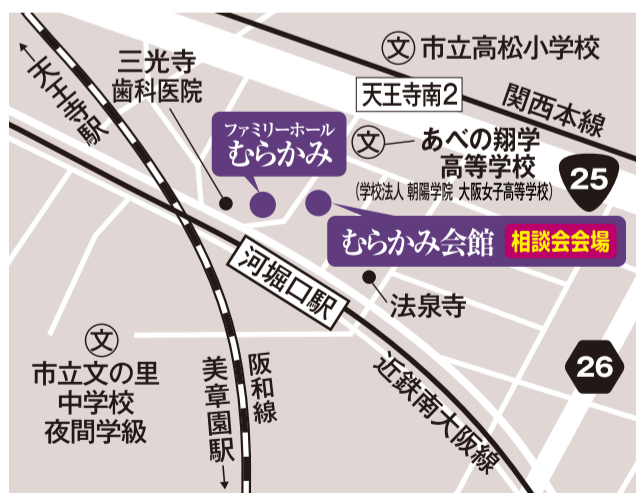 文 市立高松小学校
天王寺駅
三光寺
歯科医院
天王寺南2
関西本線
ファミリーホール
むらかみ
文
あべの翔学
高等学校
(学校法人 朝陽学院 大阪女子高等学校)
25
むらかみ会館 相談会会場
河堀口駅
法泉寺
文
市立文の里
中学校
夜間学級
阪和線
美章園駅
近鉄南大阪線
26